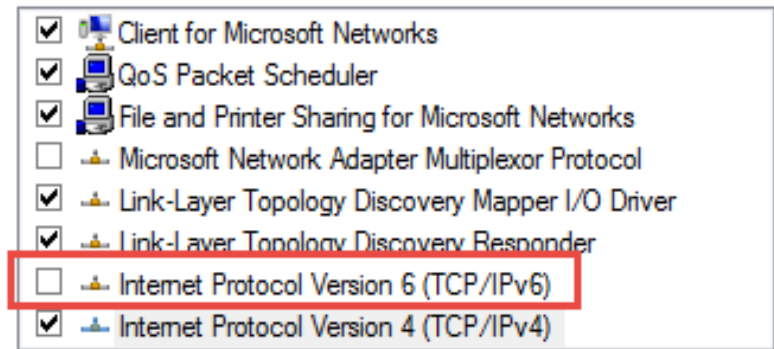 Client for Microsoft Networks
QoS Packet Scheduler
File and Printer Sharing for Microsoft Networks
Microsoft Network Adapter Multiplexor Protocol
Link-Layer Topology Discovery Mapper I/O Driver
Link-Layer Topology Discovery Responder
Internet Protocol Version 6 (TCP/IPv6)
Internet Protocol Version 4 (TCP/IPv4)